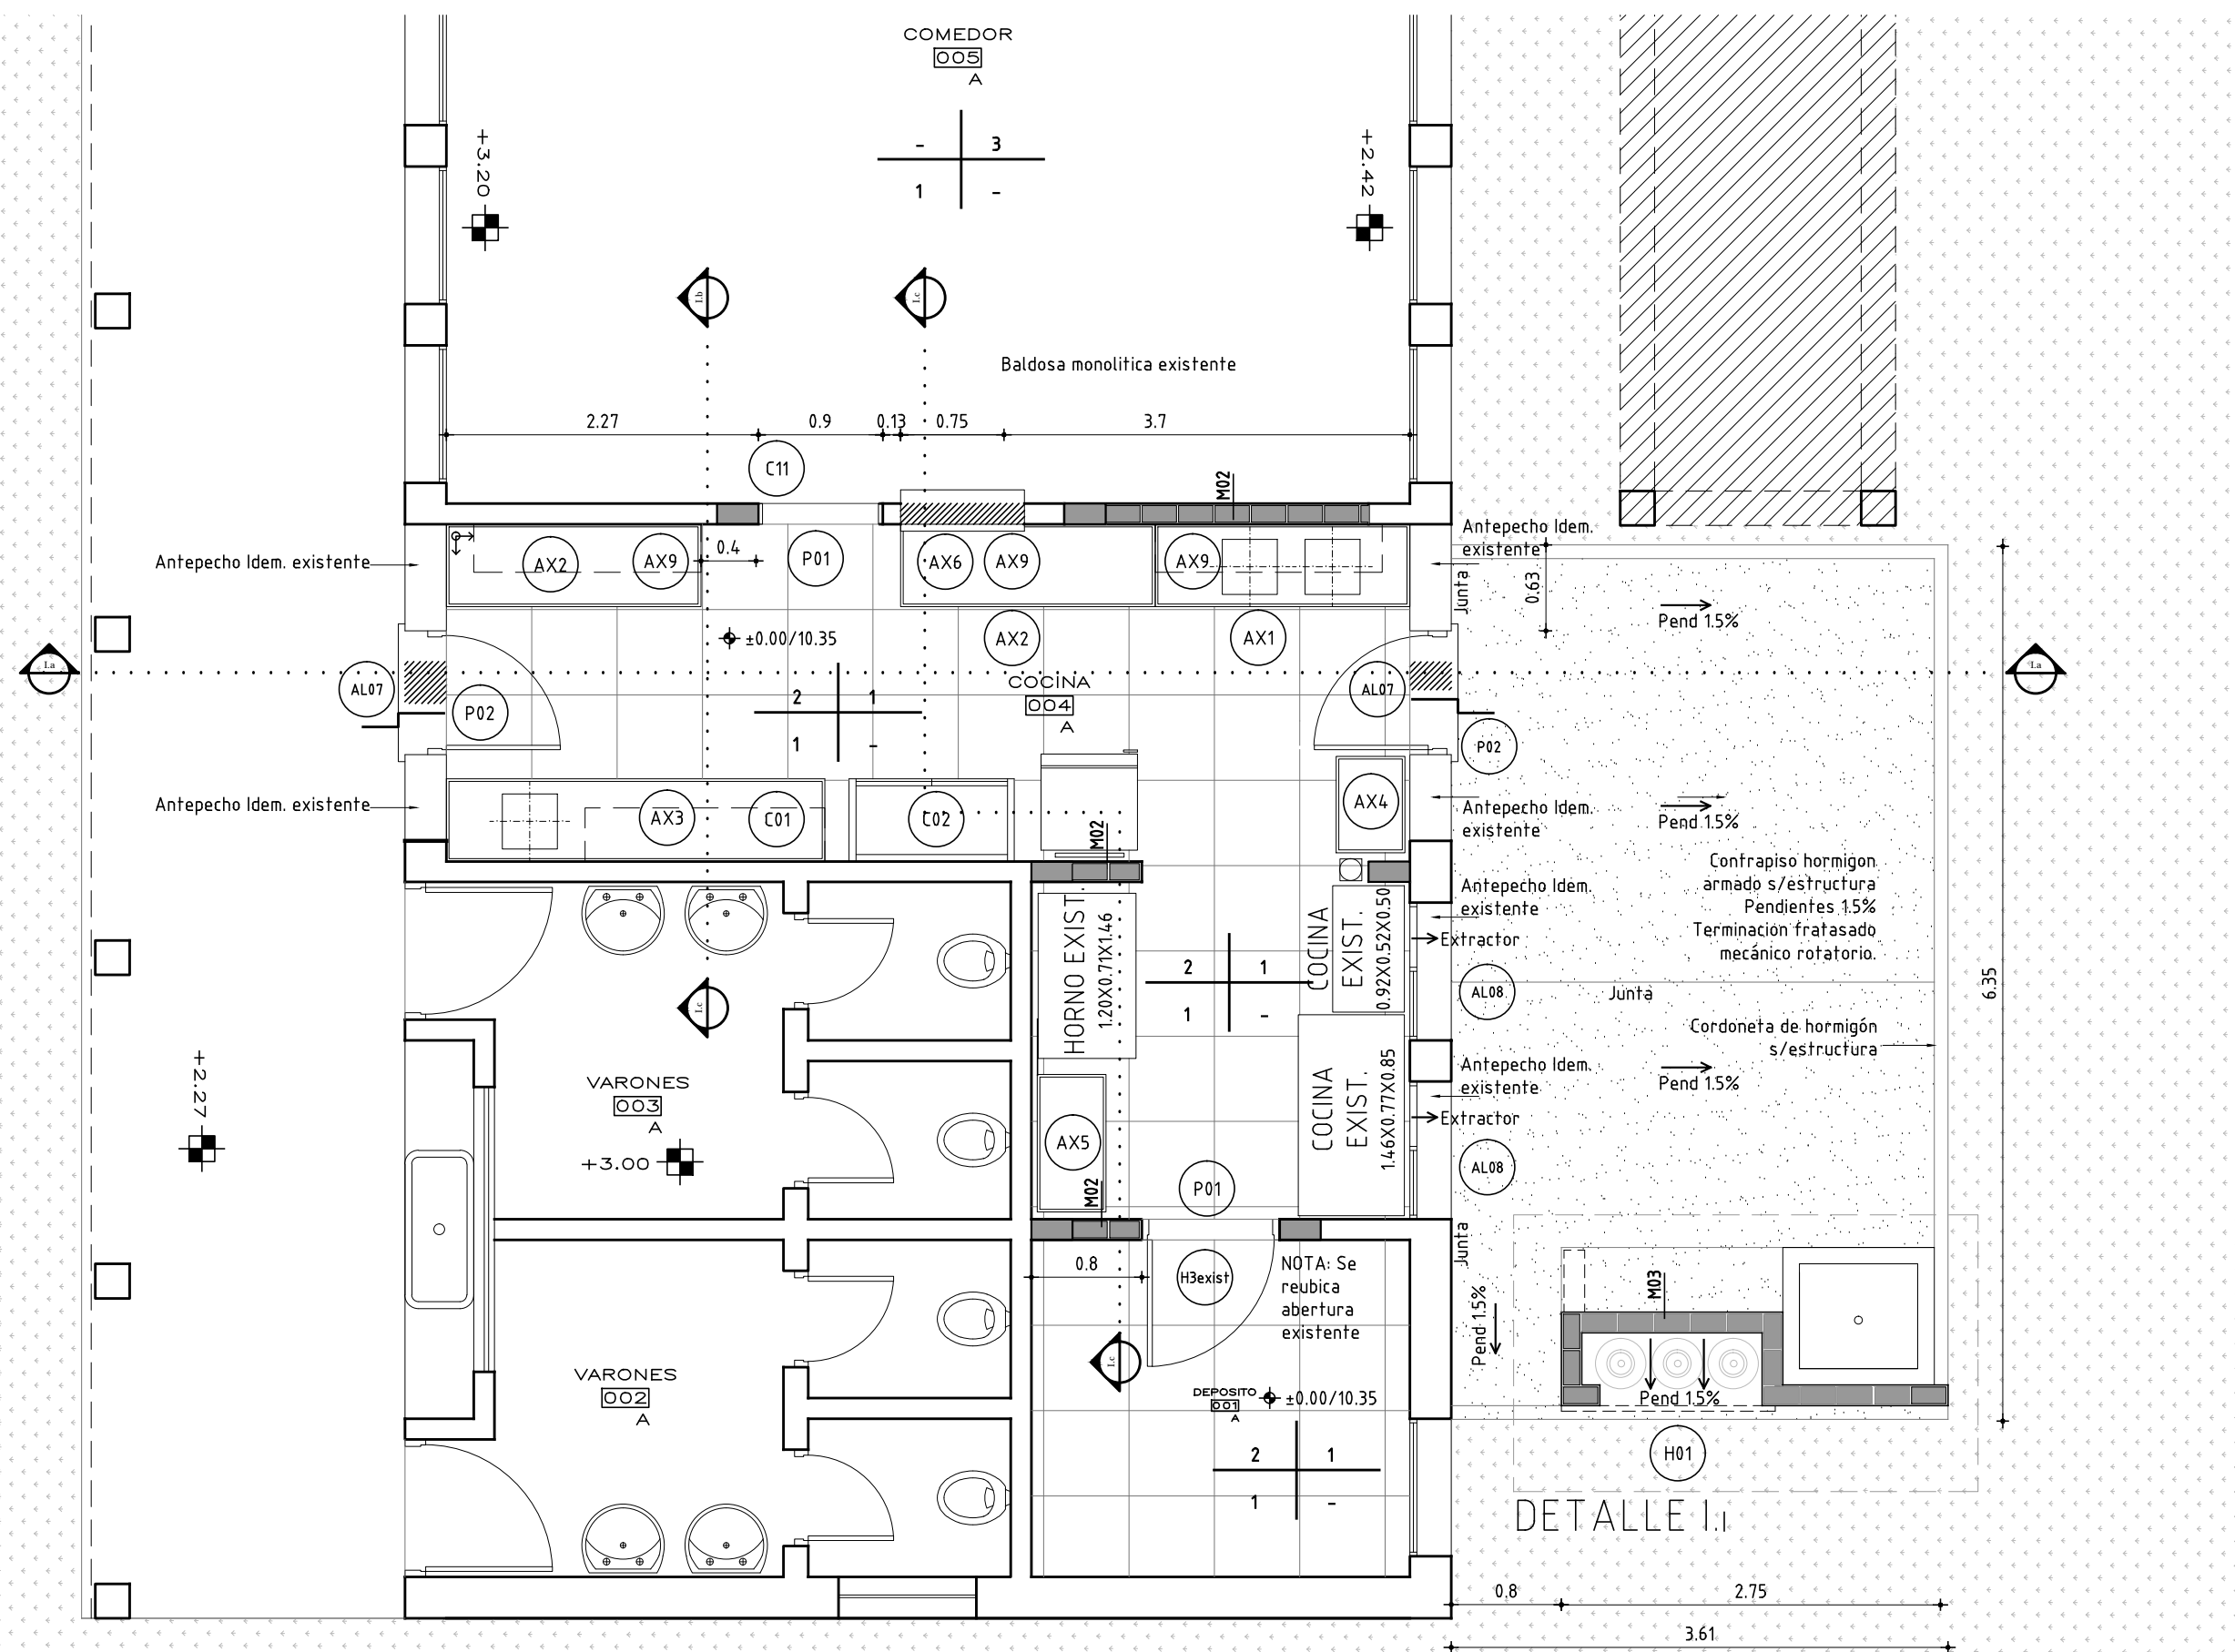 COMEDOR
005
A
- 3
1 -
+3.20
+2.42
I.b
I.c
Baldosa monolitica existente
2.27
0.9
0.13
0.75
3.7
C11
M02
Antepecho Idem. existente
AX2
AX9
0.4
P01
AX6
AX9
AX9
Antepecho Idem.
existente
Junta
0.63
Pend 1.5%
±0.00/10.35
AX2
AX1
I.a
AL07
P02
2 1
1 -
COCINA
004
A
AL07
P02
I.a
Antepecho Idem. existente
AX3
C01
C02
M02
AX4
Antepecho Idem.
existente
Pend 1.5%
Contrapiso hormigon
armado s/estructura
Pendientes 1.5%
Terminacion fratasado
mecánico rotatorio.
HORNO EXIST.
1.20X0.71X1.46
COCINA
EXIST.
0.92X0.52X0.50
Antepecho Idem.
existente
Extractor
AL08
Junta
6.35
2 1
1 -
I.c
Cordoneta de hormigón
s/estructura
+2.27
VARONES
003
A
+3.00
AX5
M02
P01
COCINA
EXIST.
1.46X0.77X0.85
Antepecho Idem.
existente
Extractor
AL08
Pend 1.5%
Junta
0.8
H3exist
NOTA: Se
reubica
abertura
existente
Pend 1.5%
M03
Pend 1.5%
I.c
VARONES
002
A
DEPOSITO
001
A
±0.00/10.35
2 1
1 -
H01
DETALLE I.I
0.8
2.75
3.61